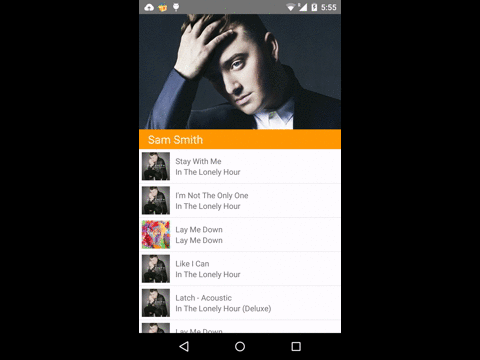 5:55
Sam Smith
Stay With Me
In The Lonely Hour
I'm Not The Only One
In The Lonely Hour
Lay Me Down
Lay Me Down
Like I Can
In The Lonely Hour
Latch - Acoustic
In The Lonely Hour (Deluxe)
Lay Me Down